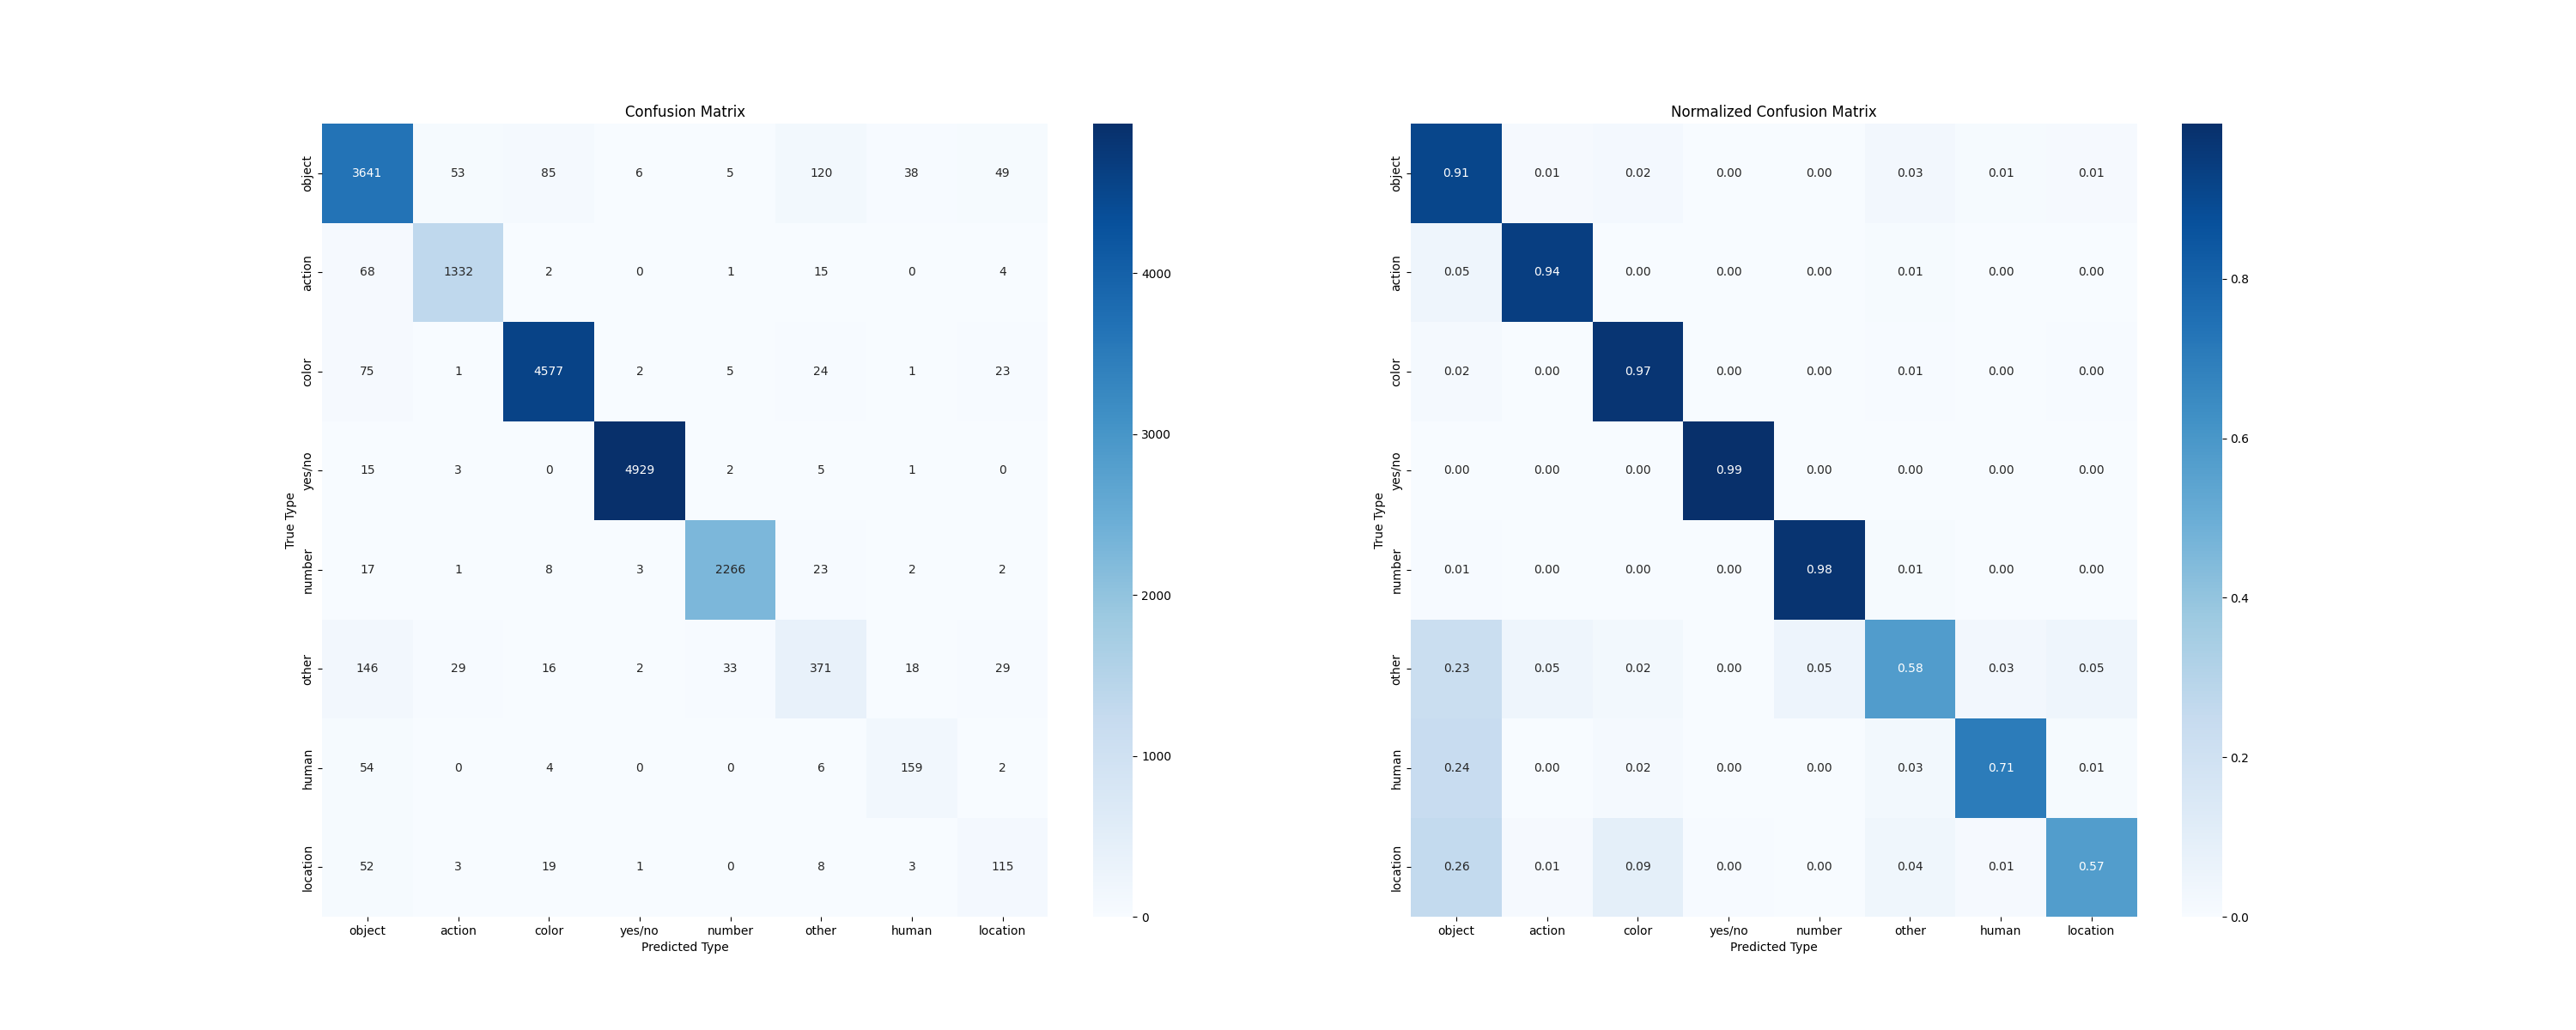 Confusion Matrix
object 3641 53 85 6 5 120 38 49
action 68 1332 2 0 1 15 0 4
color 75 1 4577 2 5 24 1 23
yes/no 15 3 0 4929 2 5 1 0
number 17 1 8 3 2266 23 2 2
other 146 29 16 2 33 371 18 29
human 54 0 4 0 0 6 159 2
location 52 3 19 1 0 8 3 115
True Type
object action color yes/no number other human location
Predicted Type
4000
3000
2000
1000
0
Normalized Confusion Matrix
object 0.91 0.01 0.02 0.00 0.00 0.03 0.01 0.01
action 0.05 0.94 0.00 0.00 0.00 0.01 0.00 0.00
color 0.02 0.00 0.97 0.00 0.00 0.01 0.00 0.00
yes/no 0.00 0.00 0.00 0.99 0.00 0.00 0.00 0.00
number 0.01 0.00 0.00 0.00 0.98 0.01 0.00 0.00
other 0.23 0.05 0.02 0.00 0.05 0.58 0.03 0.05
human 0.24 0.00 0.02 0.00 0.00 0.03 0.71 0.01
location 0.26 0.01 0.09 0.00 0.00 0.04 0.01 0.57
True Type
object action color yes/no number other human location
Predicted Type
0.8
0.6
0.4
0.2
0.0